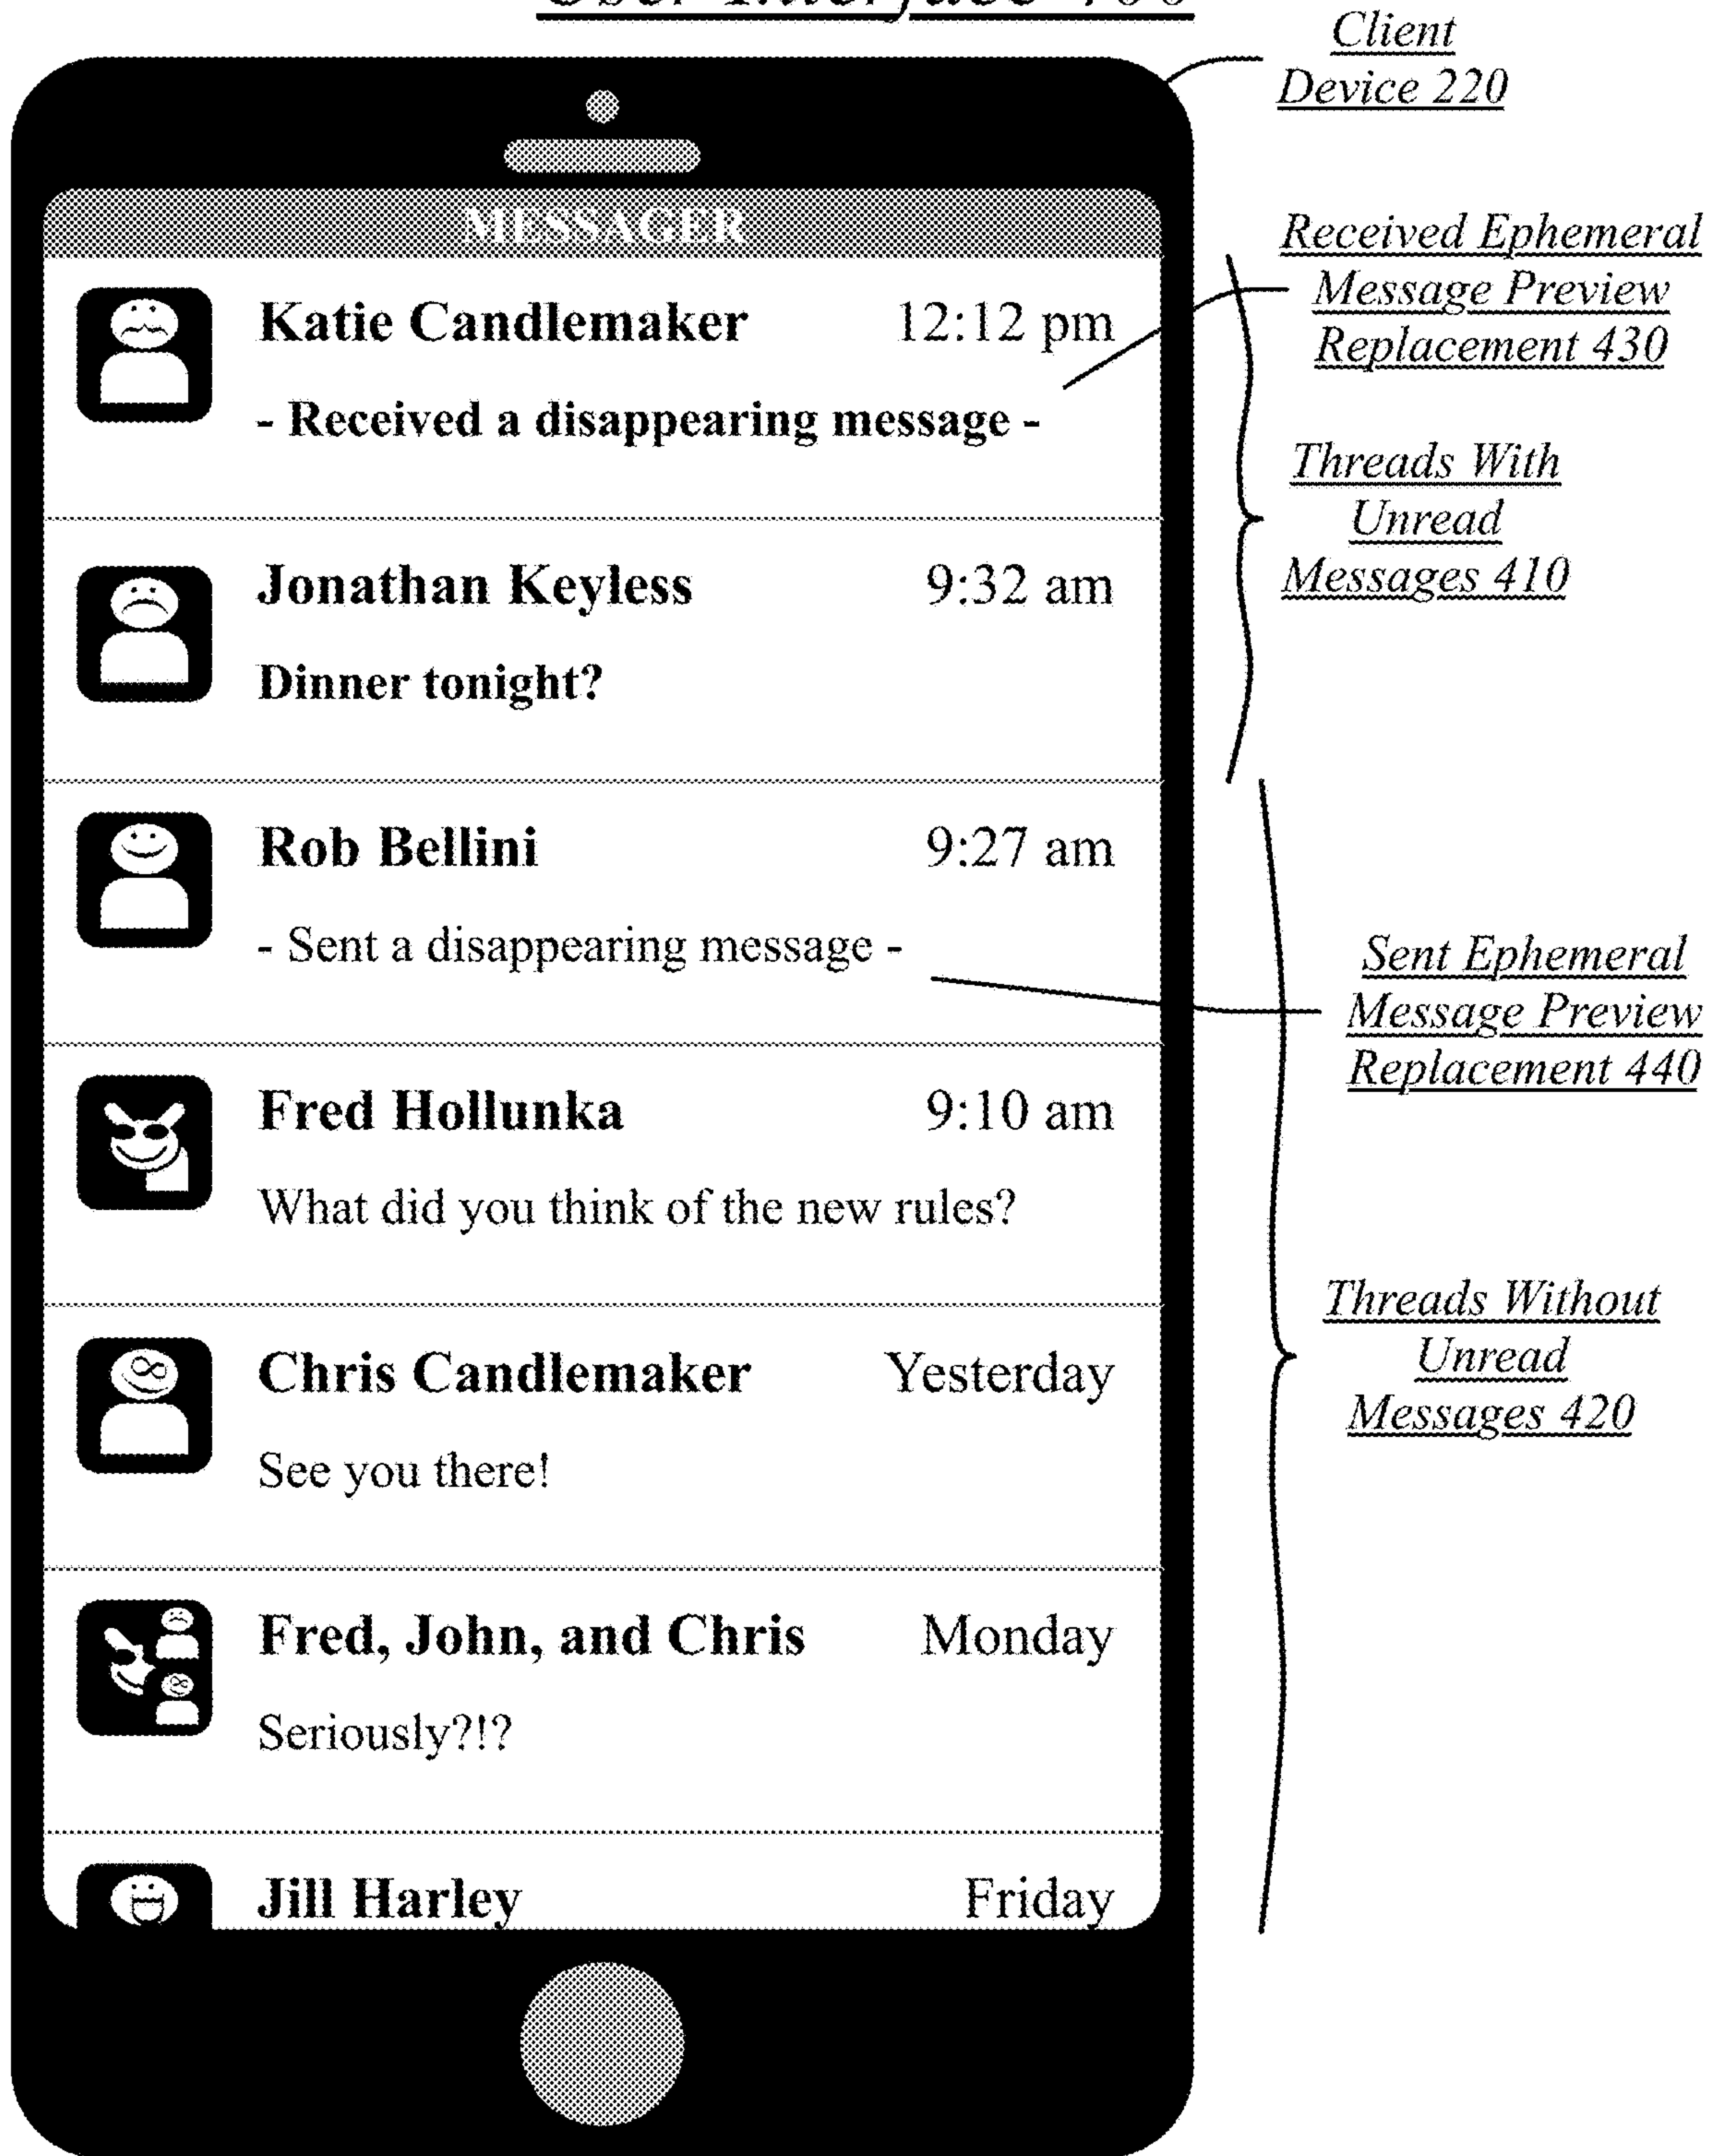 User Interface 400
Client
Device 220
MESSAGER
Received Ephemeral
Message Preview
Replacement 430
Katie Candlemaker 12:12 pm
- Received a disappearing message -
Threads With
Unread
Messages 410
Jonathan Keyless 9:32 am
Dinner tonight?
Rob Bellini 9:27 am
- Sent a disappearing message -
Sent Ephemeral
Message Preview
Replacement 440
Fred Hollunka 9:10 am
What did you think of the new rules?
Threads Without
Unread
Messages 420
Chris Candlemaker Yesterday
See you there!
Fred, John, and Chris Monday
Seriously?!?
Jill Harley Friday